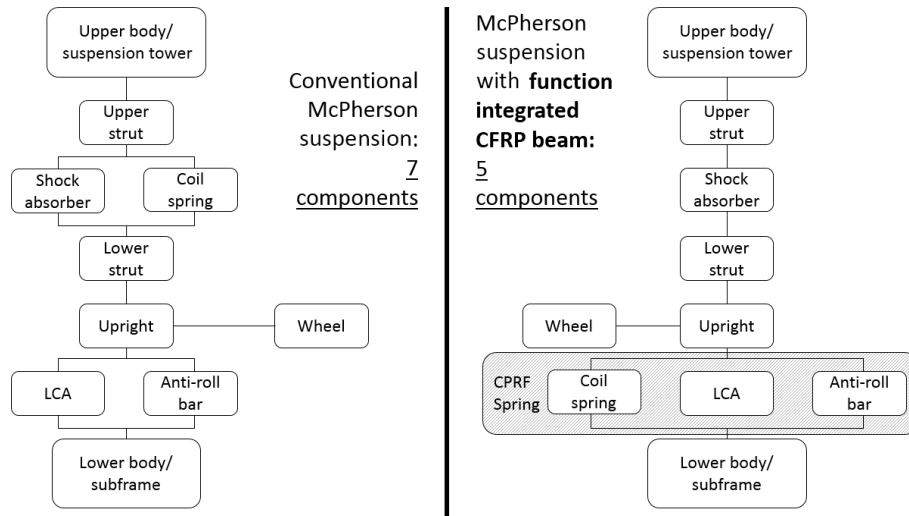 Upper body/
suspension tower
Conventional
McPherson
suspension:
7
components
Upper
strut
Shock
absorber
Coil
spring
Lower
strut
Upright
Wheel
LCA
Anti-roll
bar
Lower body/
subframe
McPherson
suspension
with function
integrated
CFRP beam:
5
components
Upper body/
suspension tower
Upper
strut
Shock
absorber
Lower
strut
Wheel
Upright
CPRF
Spring
Coil
spring
LCA
Anti-roll
bar
Lower body/
subframe